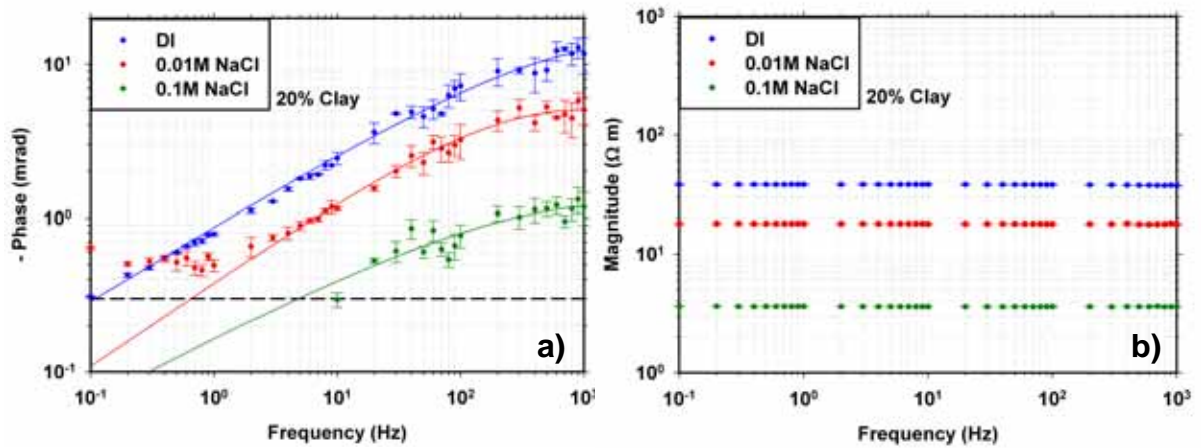 DI
0.01M NaCl
0.1M NaCl
20% Clay
- Phase (mrad)
10¹
10⁰
10⁻¹
10⁻¹ 10⁰ 10¹ 10² 10³
Frequency (Hz)
a)
DI
0.01M NaCl
0.1M NaCl
20% Clay
Magnitude (Ω m)
10³
10²
10¹
10⁰
10⁻¹ 10⁰ 10¹ 10² 10³
Frequency (Hz)
b)